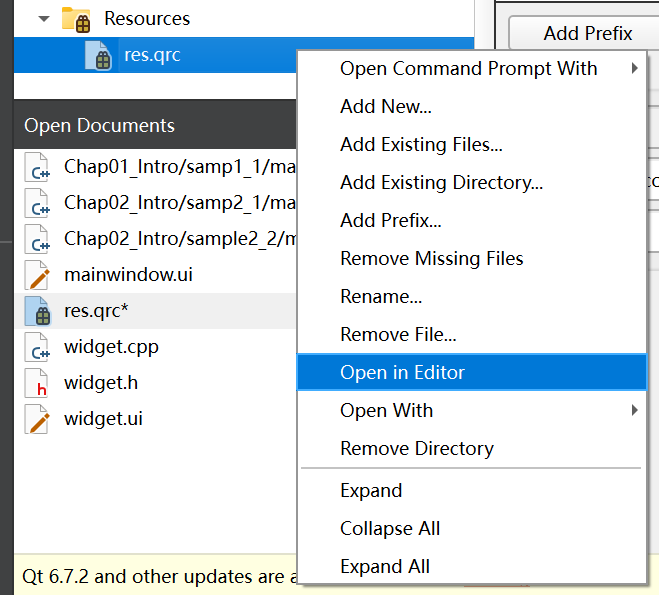 Resources
res.qrc
Add Prefix
Open Command Prompt With
Add New...
Add Existing Files...
Add Existing Directory...
Add Prefix...
Remove Missing Files
Rename...
Remove File...
Open in Editor
Open With
Remove Directory
Expand
Collapse All
Expand All
Open Documents
Chap01_Intro/samp1_1/ma
Chap02_Intro/samp2_1/ma
Chap02_Intro/sample2_2/m
mainwindow.ui
res.qrc*
widget.cpp
widget.h
widget.ui
Qt 6.7.2 and other updates are a